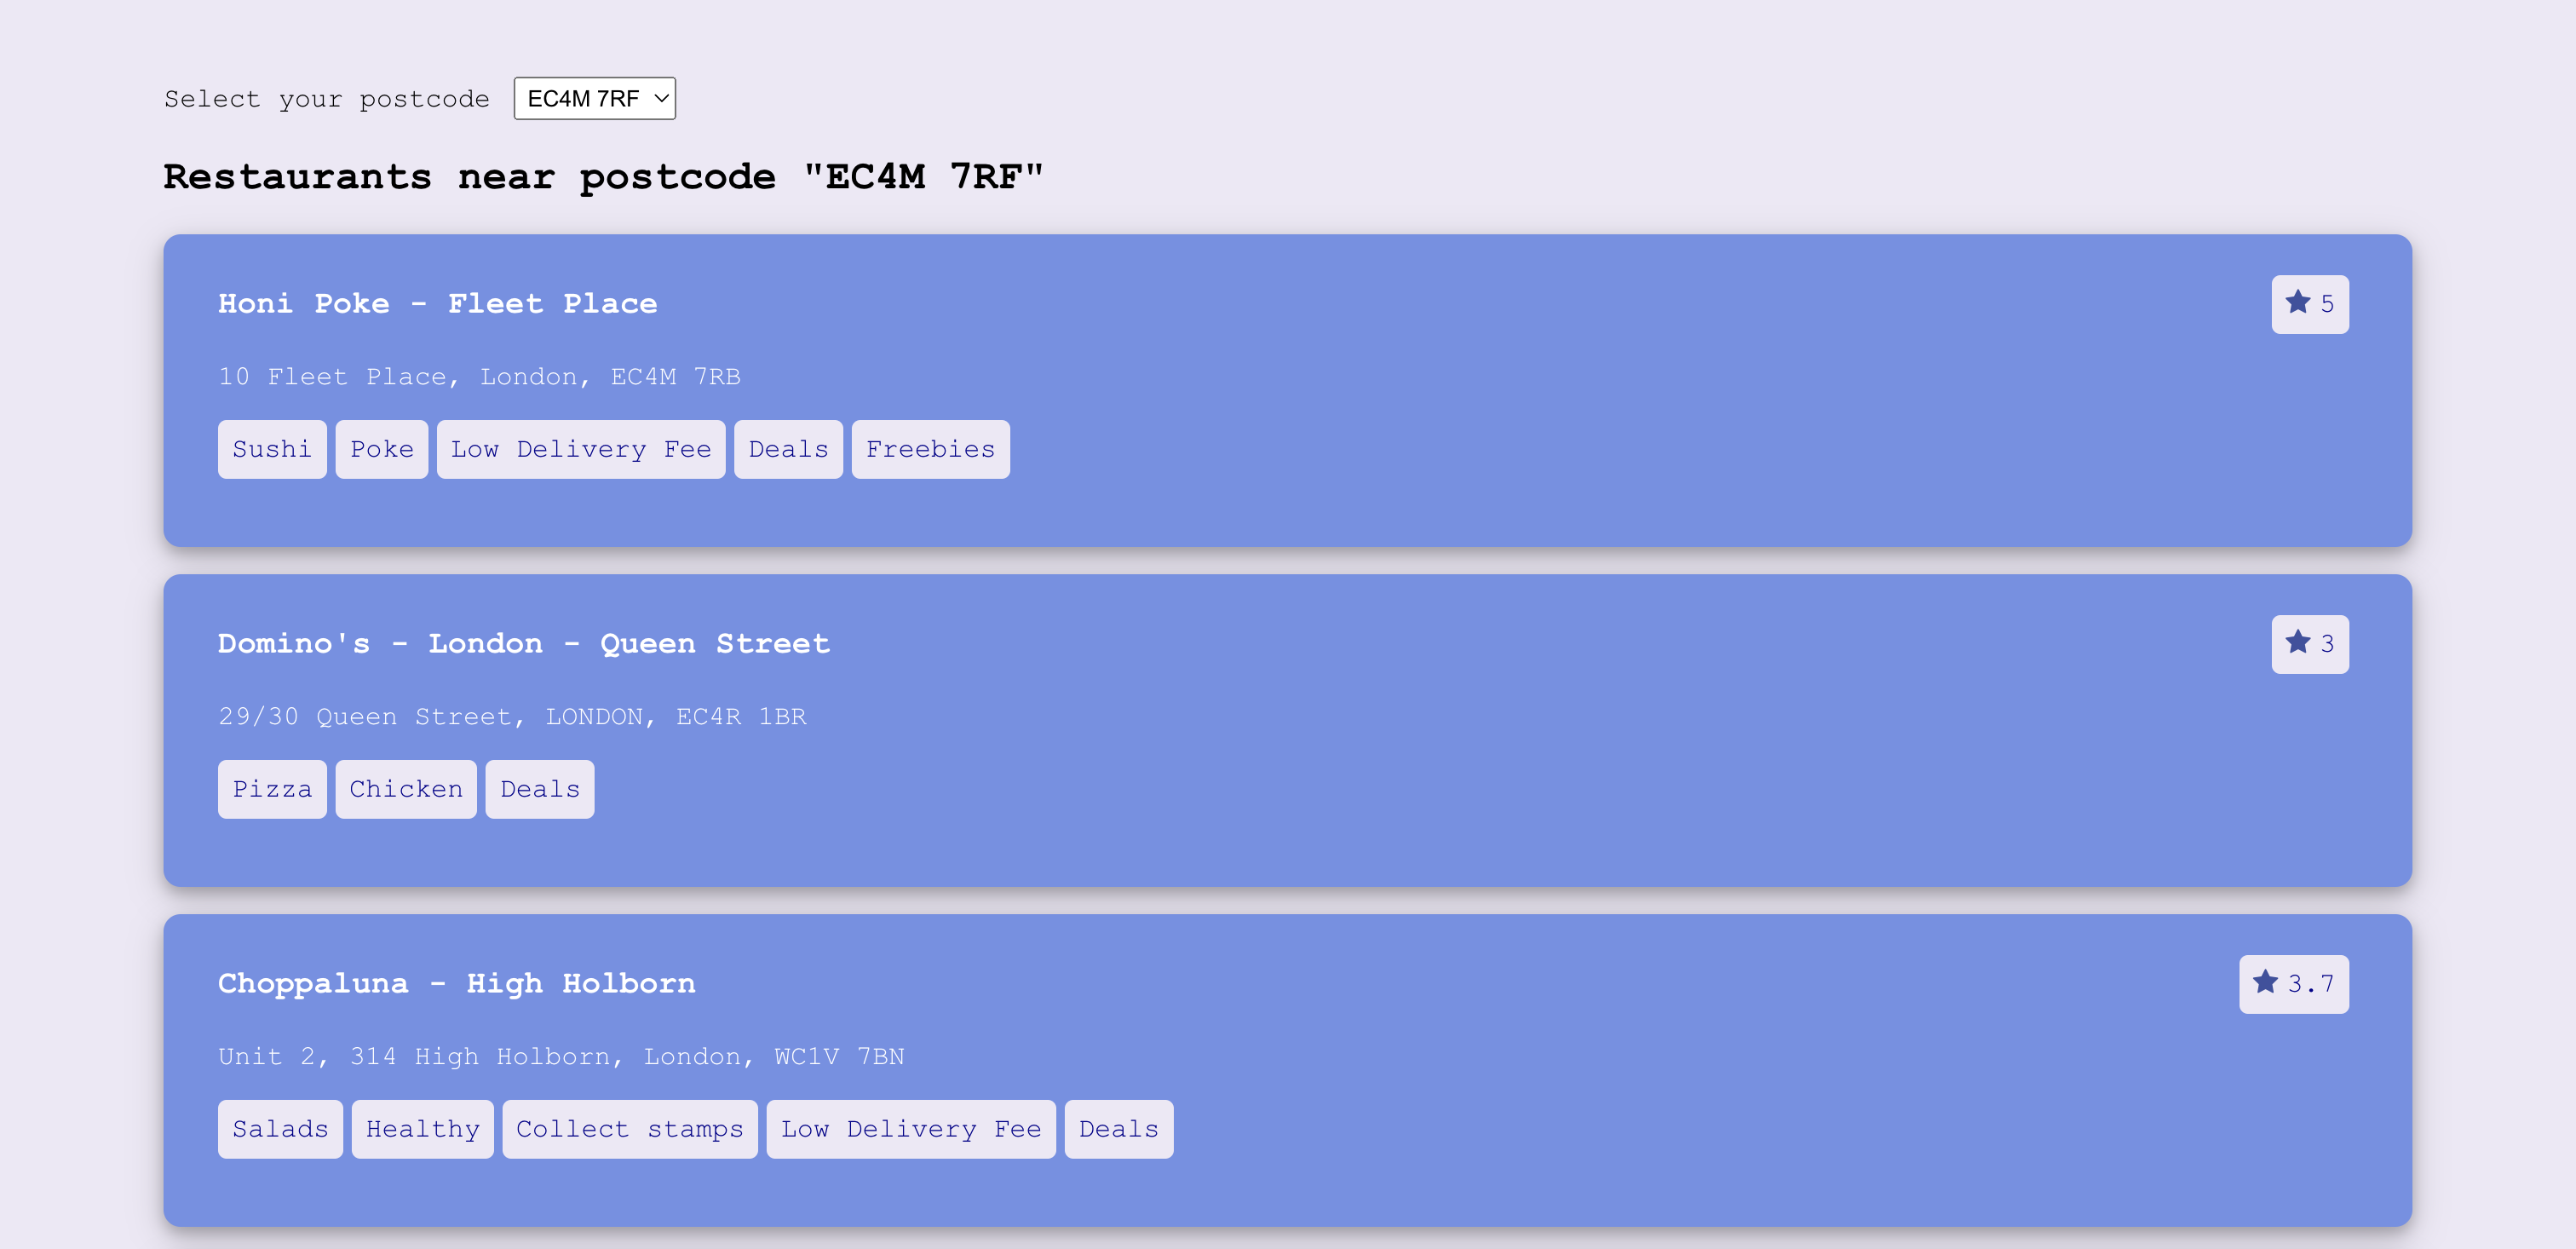 Select your postcode EC4M 7RF
Restaurants near postcode "EC4M 7RF"
Honi Poke - Fleet Place 5
10 Fleet Place, London, EC4M 7RB
Sushi Poke Low Delivery Fee Deals Freebies
Domino's - London - Queen Street 3
29/30 Queen Street, LONDON, EC4R 1BR
Pizza Chicken Deals
Choppaluna - High Holborn 3.7
Unit 2, 314 High Holborn, London, WC1V 7BN
Salads Healthy Collect stamps Low Delivery Fee Deals